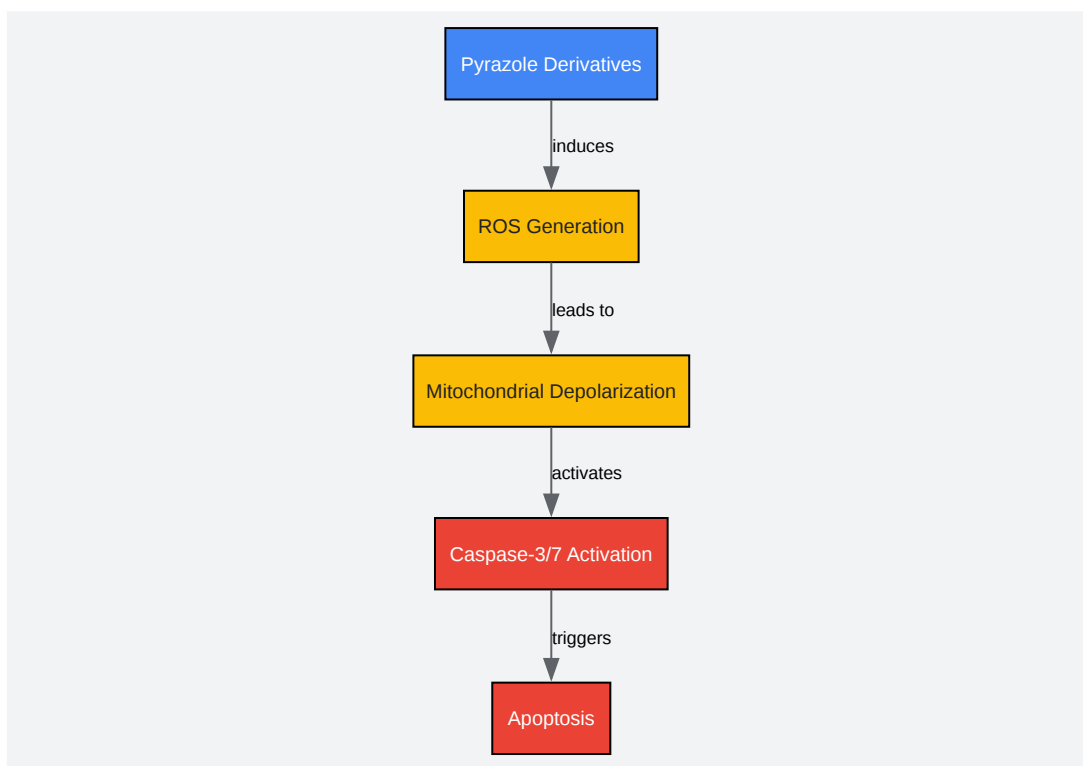 Pyrazole Derivatives
induces
ROS Generation
leads to
Mitochondrial Depolarization
activates
Caspase-3/7 Activation
triggers
Apoptosis